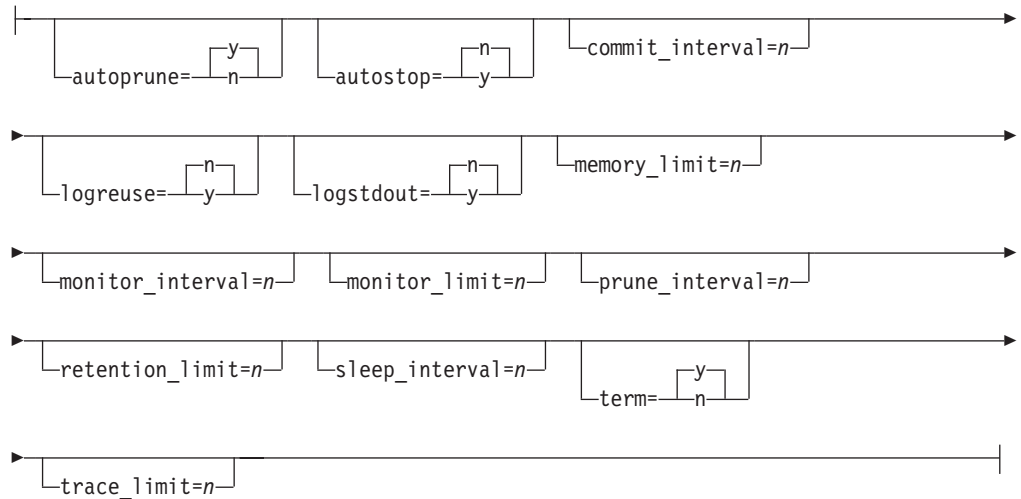 y n
autoprune= n autostop= y commit_interval=n
n n
logreuse= y logstdout= y memory_limit=n
monitor_interval=n monitor_limit=n prune_interval=n
retention_limit=n sleep_interval=n y
term= n
trace_limit=n